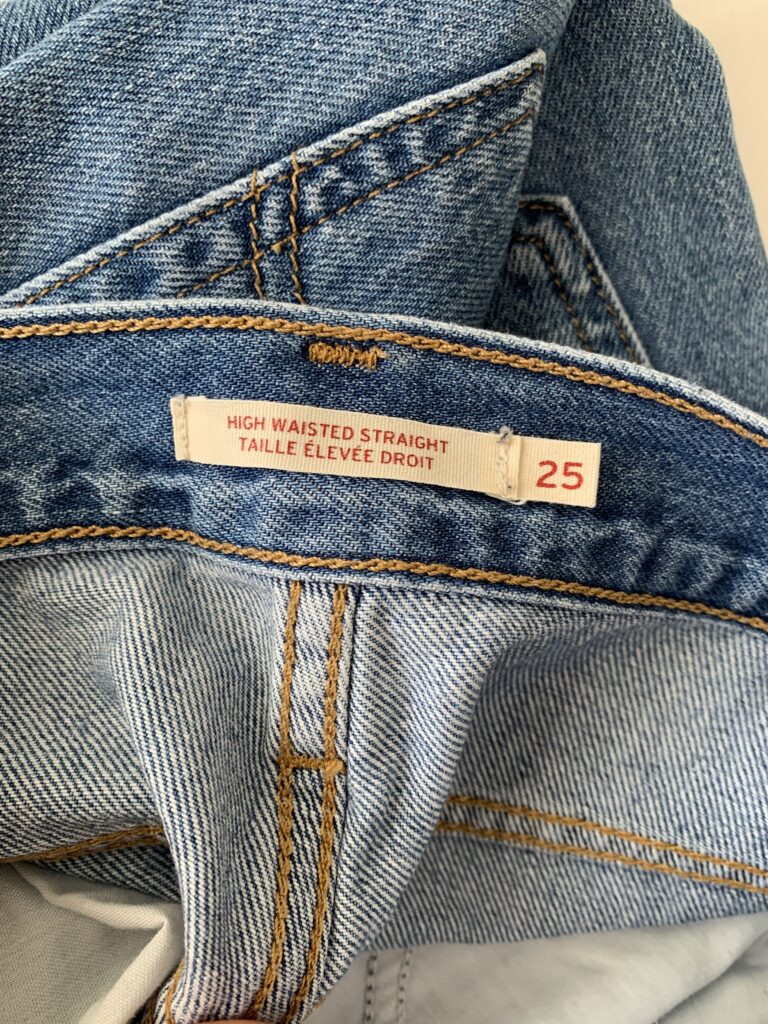 HIGH WAISTED STRAIGHT
TAILLE ÉLEVÉE DROIT
25